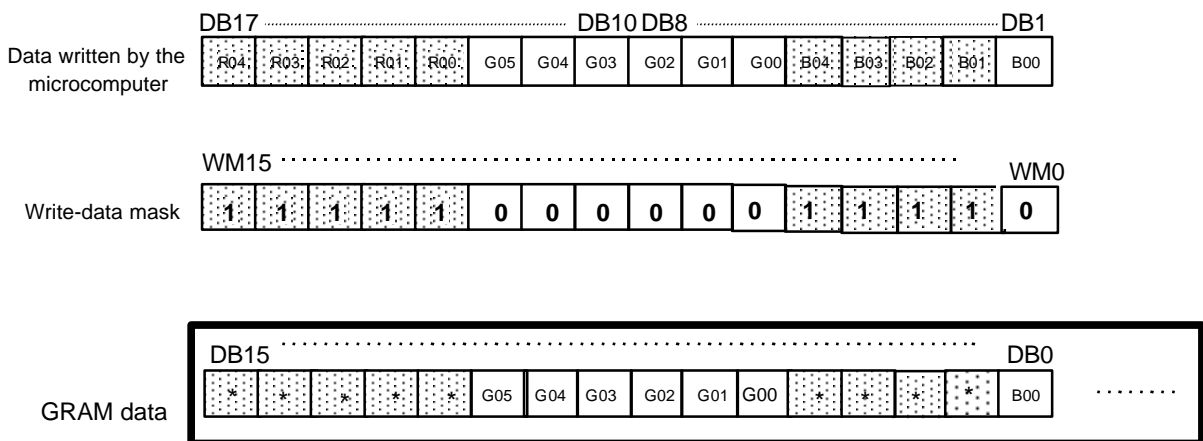 DB17 DB10 DB8 DB1
Data written by the
microcomputer
R04 R03 R02 R01 R00 G05 G04 G03 G02 G01 G00 B04 B03 B02 B01 B00
WM15 WM0
Write-data mask
1 1 1 1 1 0 0 0 0 0 0 1 1 1 1 0
DB15 DB0
GRAM data
* * * * * G05 G04 G03 G02 G01 G00 * * * * B00